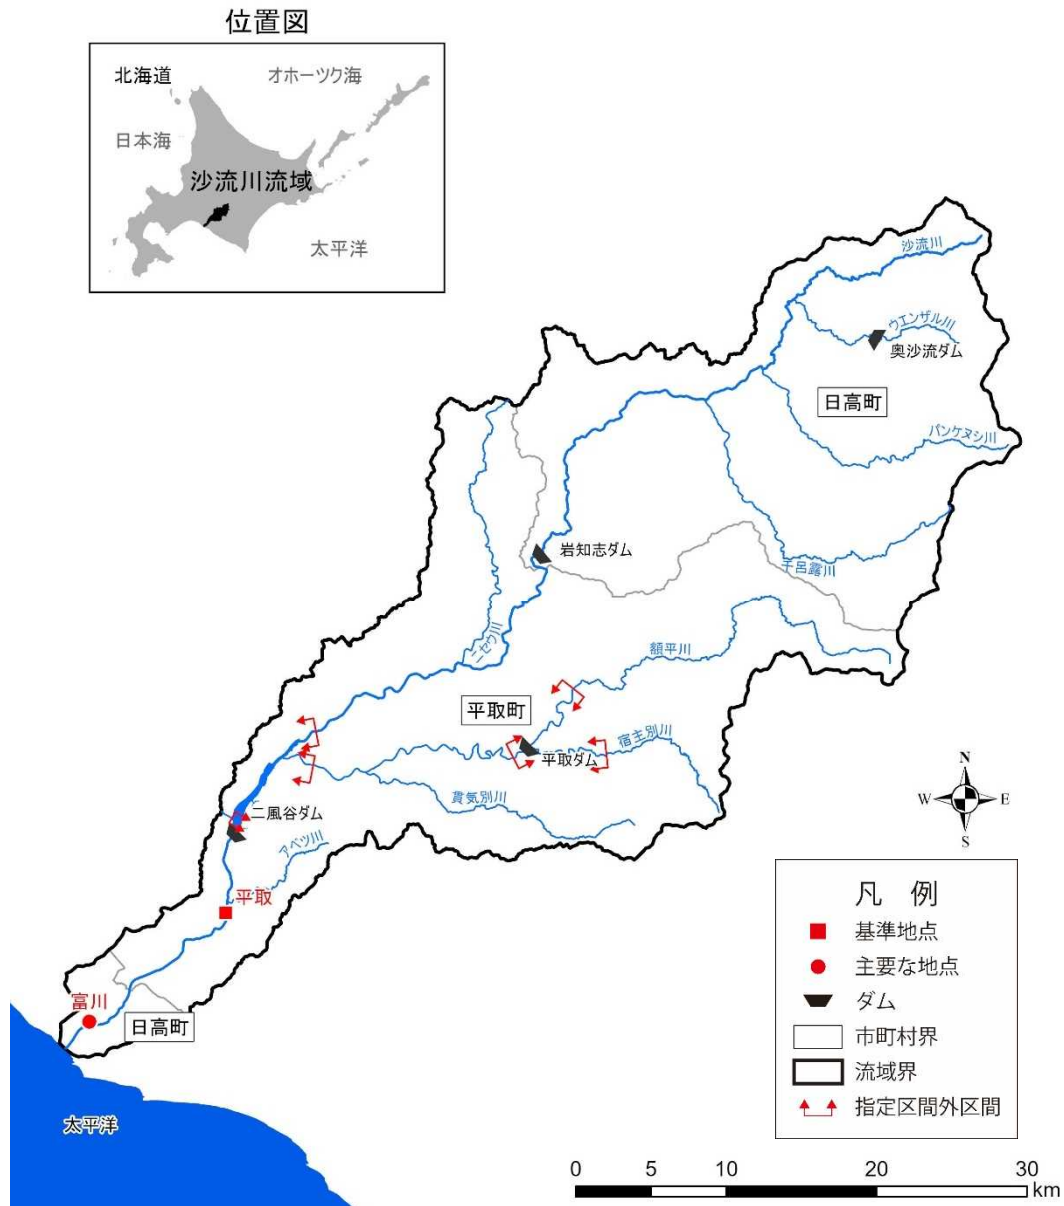 位置図
北海道
オホーツク海
日本海
沙流川流域
太平洋
沙流川
ウエンザル川
奥沙流ダム
日高町
パンケヌシ川
岩知志ダム
千呂露川
ニセウ川
額平川
平取町
宿主別川
平取ダム
貫気別川
二風谷ダム
アベツ川
平取
富川
日高町
太平洋
N
W
E
S
凡 例
基準地点
主要な地点
ダム
市町村界
流域界
指定区間外区間
0 5 10 20 30
km